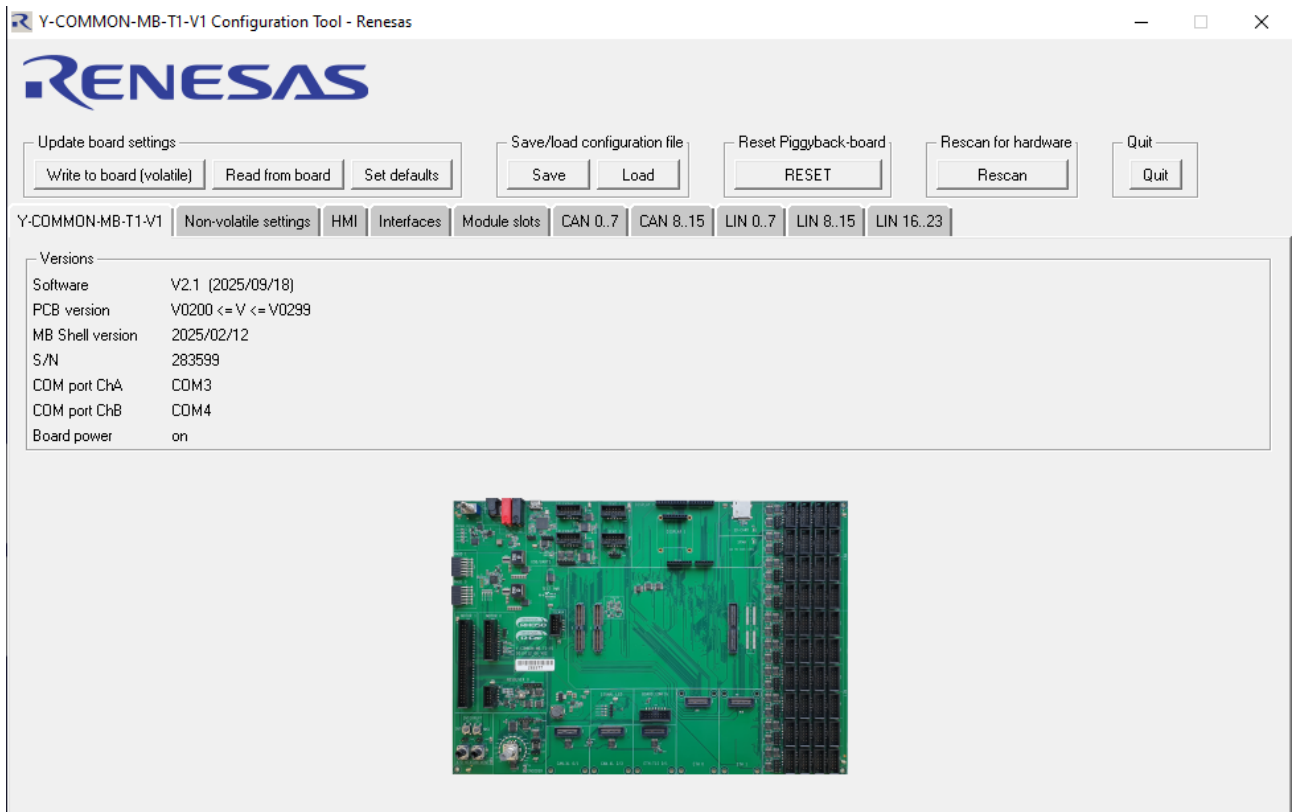 Y-COMMON-MB-T1-V1 Configuration Tool - Renesas
RENESAS
Update board settings
Save/load configuration file
Reset Piggyback-board
Rescan for hardware
Quit
Write to board (volatile)
Read from board
Set defaults
Save
Load
RESET
Rescan
Quit
Y-COMMON-MB-T1-V1
Non-volatile settings
HMI
Interfaces
Module slots
CAN 0..7
CAN 8..15
LIN 0..7
LIN 8..15
LIN 16..23
Versions
Software V2.1 (2025/09/18)
PCB version V0200 <= V <= V0299
MB Shell version 2025/02/12
S/N 283599
COM port ChA COM3
COM port ChB COM4
Board power on